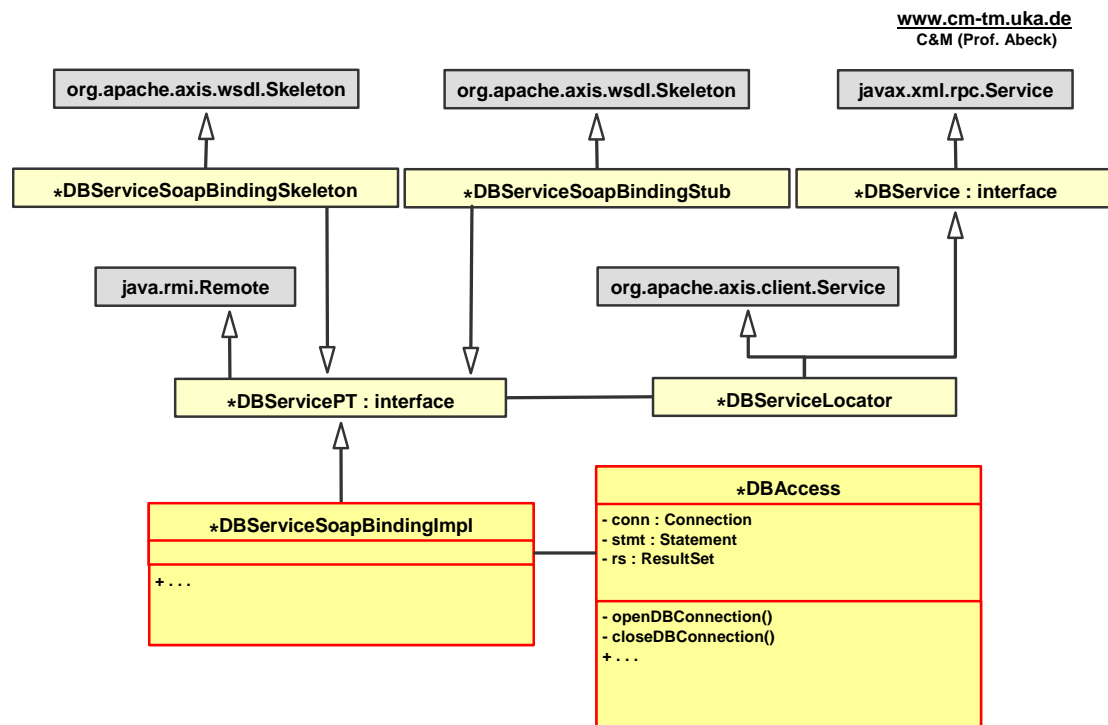 www.cm-tm.uka.de
C&M (Prof. Abeck)
org.apache.axis.wsdl.Skeleton
org.apache.axis.wsdl.Skeleton
javax.xml.rpc.Service
*DBServiceSoapBindingSkeleton
*DBServiceSoapBindingStub
*DBService : interface
java.rmi.Remote
org.apache.axis.client.Service
*DBServicePT : interface
*DBServiceLocator
*DBServiceSoapBindingImpl
+ . . .
*DBAccess
- conn : Connection
- stmt : Statement
- rs : ResultSet
- openDBConnection()
- closeDBConnection()
+ . . .